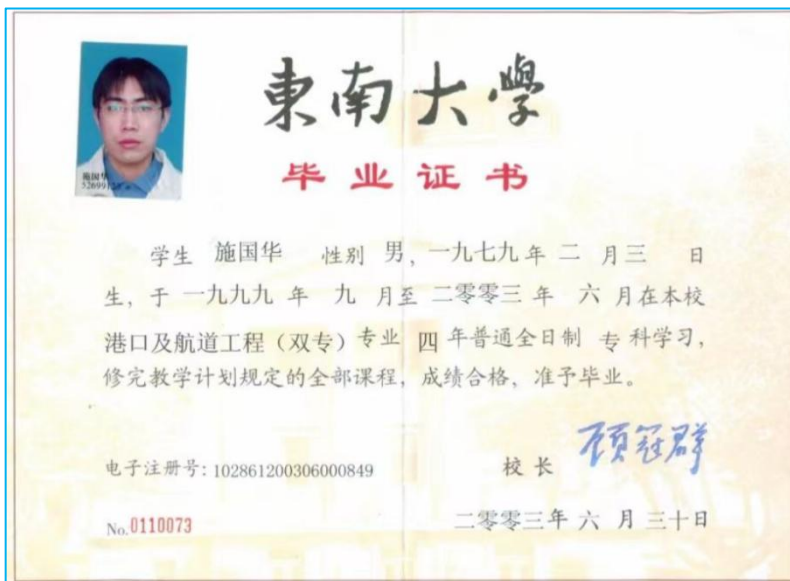 東南大學
毕业证书
施国华
学生 施国华 性别 男，一九七九年 二 月三 日
生，于 一九九九 年 九 月至 二零零三年 六 月在本校
港口及航道工程（双专）专业 四 年普通全日制 专 科学习，
修完教学计划规定的全部课程，成绩合格，准予毕业。
校 长 顾冠群
电子注册号：102861200306000849
No.0110073
二零零三年 六 月 三十日